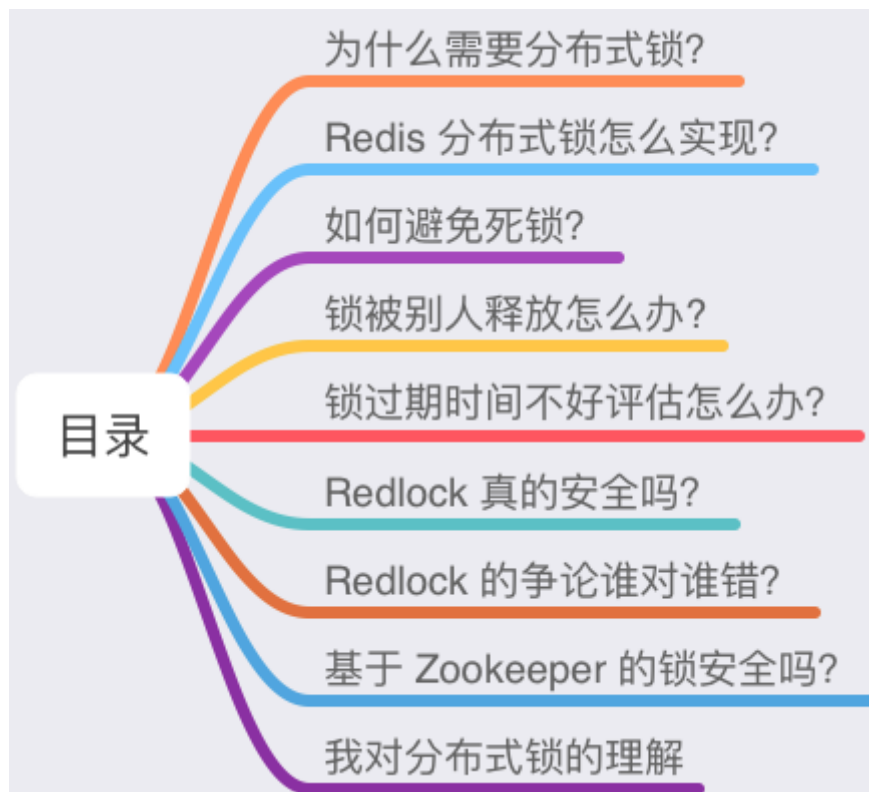 为什么需要分布式锁?
Redis 分布式锁怎么实现?
如何避免死锁?
锁被别人释放怎么办?
目录
锁过期时间不好评估怎么办?
Redlock 真的安全吗?
Redlock 的争论谁对谁错?
基于 Zookeeper 的锁安全吗?
我对分布式锁的理解